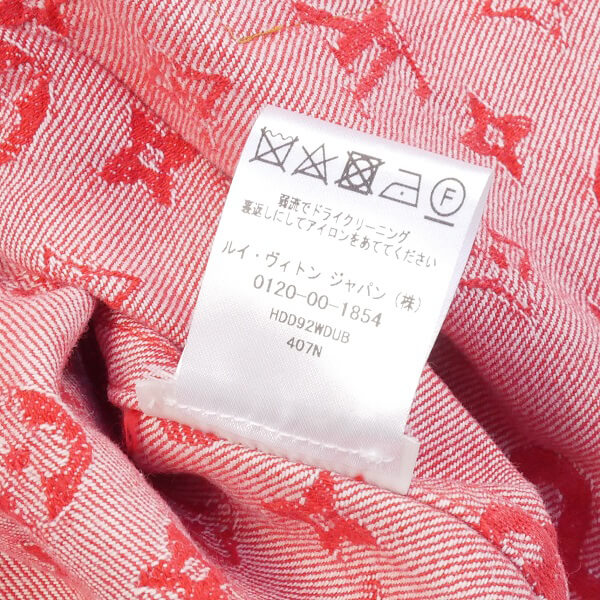 F
弱流でドライクリーニング
裏返しにしてアイロンをあててください
ルイ・ヴィトン ジャパン (株)
0120-00-1854
HDD92WDUB
407N